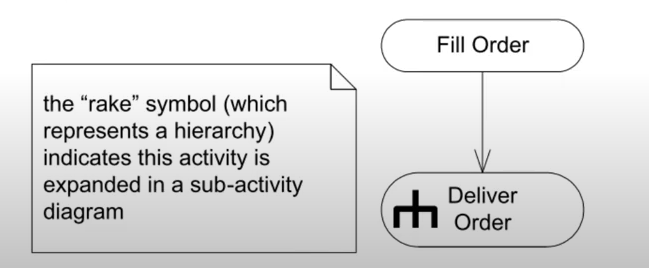 the “rake” symbol (which
represents a hierarchy)
indicates this activity is
expanded in a sub-activity
diagram
Fill Order
Deliver
Order